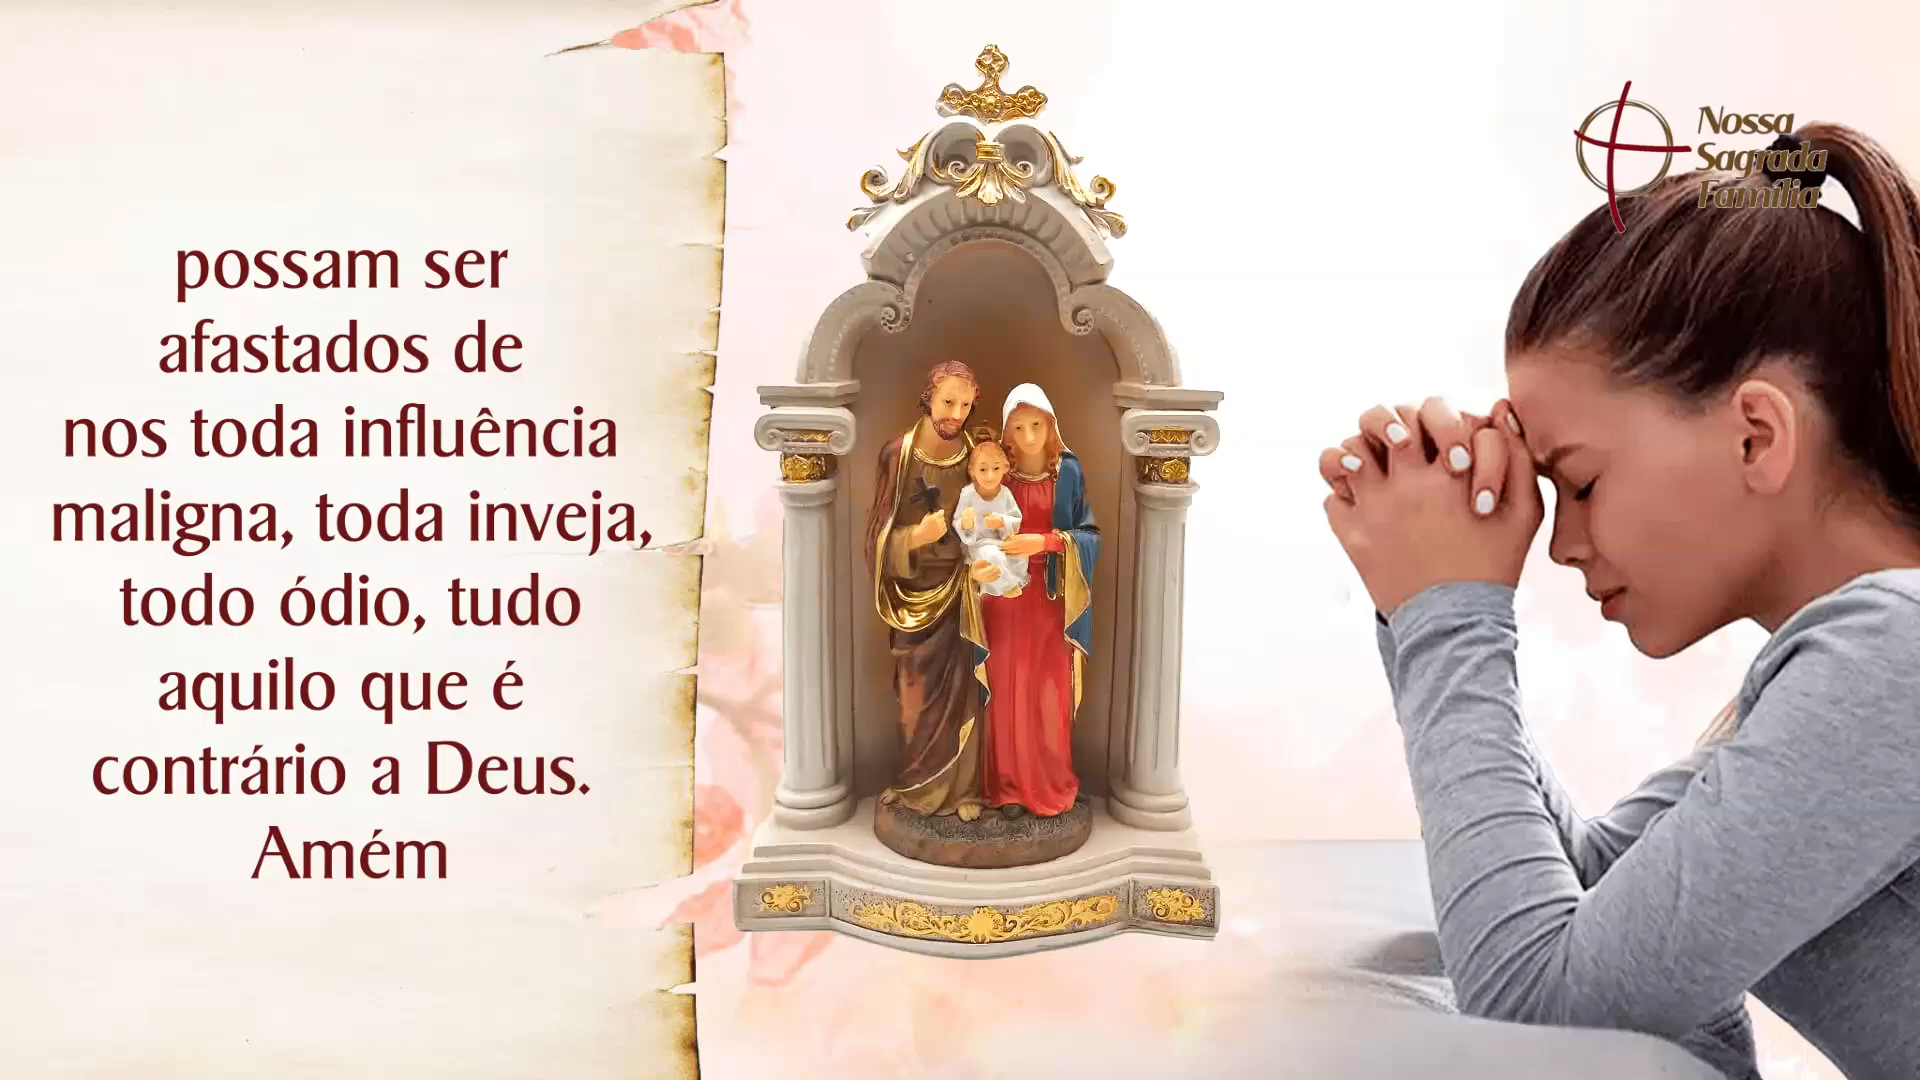 possam ser
afastados de
nos toda influência
maligna, toda inveja,
todo ódio, tudo
aquilo que é
contrário a Deus.
Amém
Nossa
Sagrada
Família